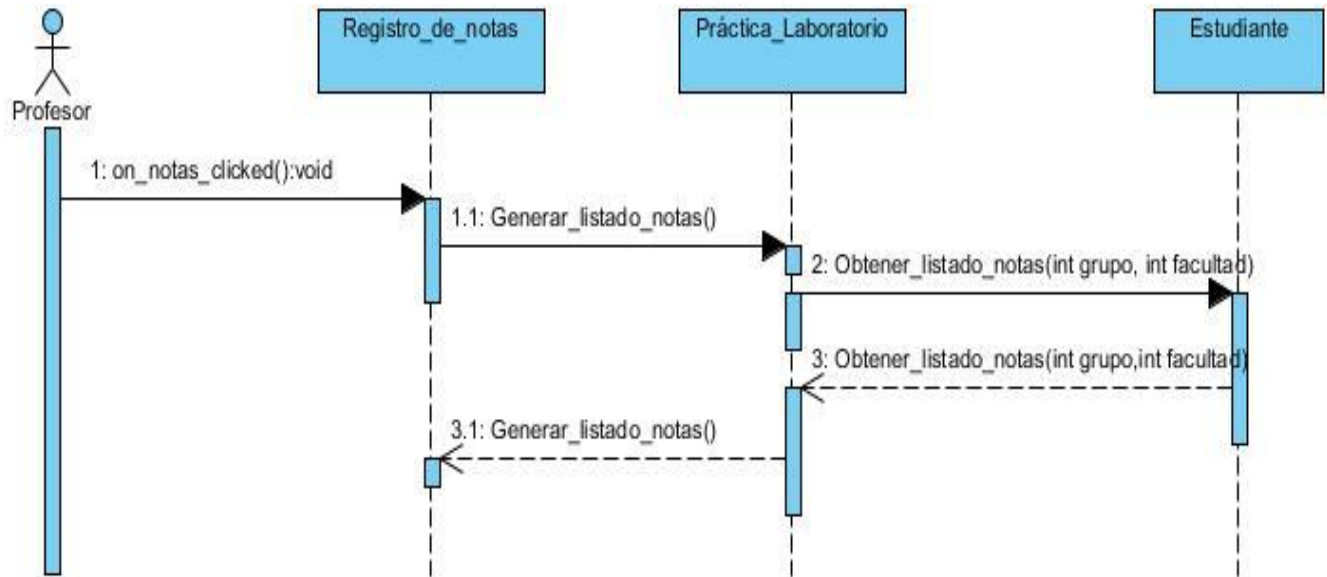 Registro_de_notas
Práctica_Laboratorio
Estudiante
Profesor
1: on_notas_clicked():void
1.1: Generar_listado_notas()
2: Obtener_listado_notas(int grupo, int facultad)
3: Obtener_listado_notas(int grupo,int facultad)
3.1: Generar_listado_notas()